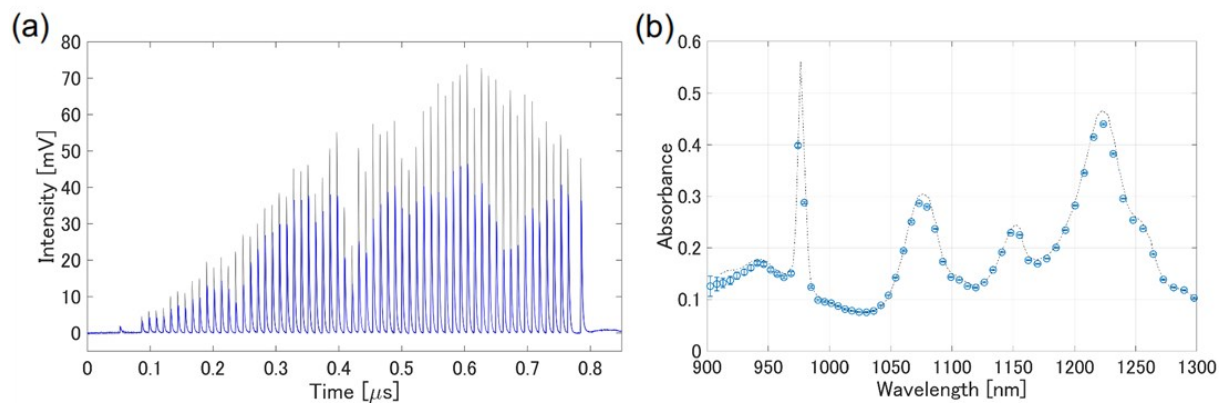 (a)
80
70
60
50
40
30
20
10
0
Intensity [mV]
0 0.1 0.2 0.3 0.4 0.5 0.6 0.7 0.8
Time [μs]
(b)
0.6
0.5
0.4
0.3
0.2
0.1
0
Absorbance
900 950 1000 1050 1100 1150 1200 1250 1300
Wavelength [nm]